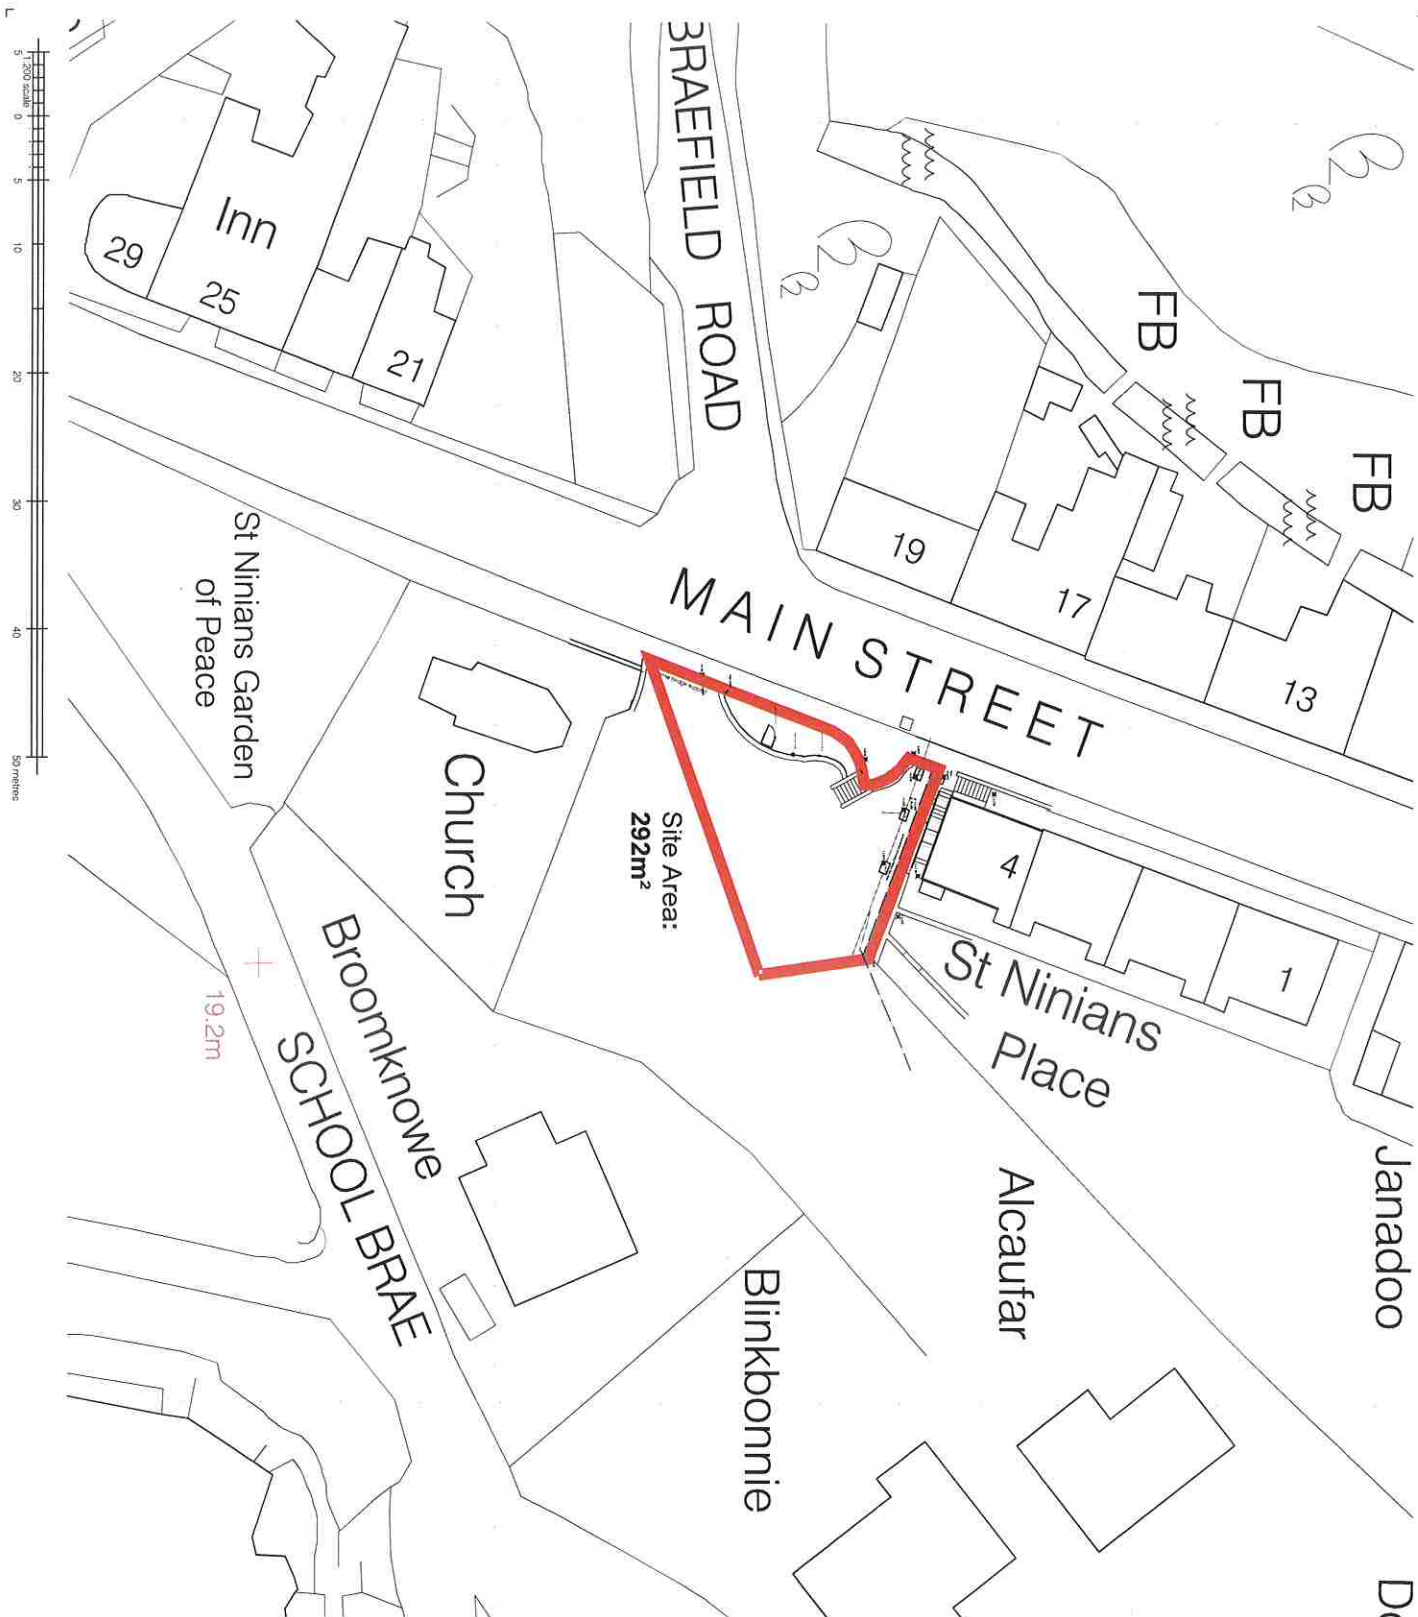 BRAEFIELD ROAD
Inn
29
25
21
FB
FB
FB
19
17
13
MAIN STREET
St Ninians Garden
of Peace
Church
Site Area:
292m²
4
1
St Ninians
Place
Broomknowe
SCHOOL BRAE
19.2m
Alcaufar
Janadoo
Blinkbonnie
5
1:200 scale
0
5
10
20
30
40
50 metres